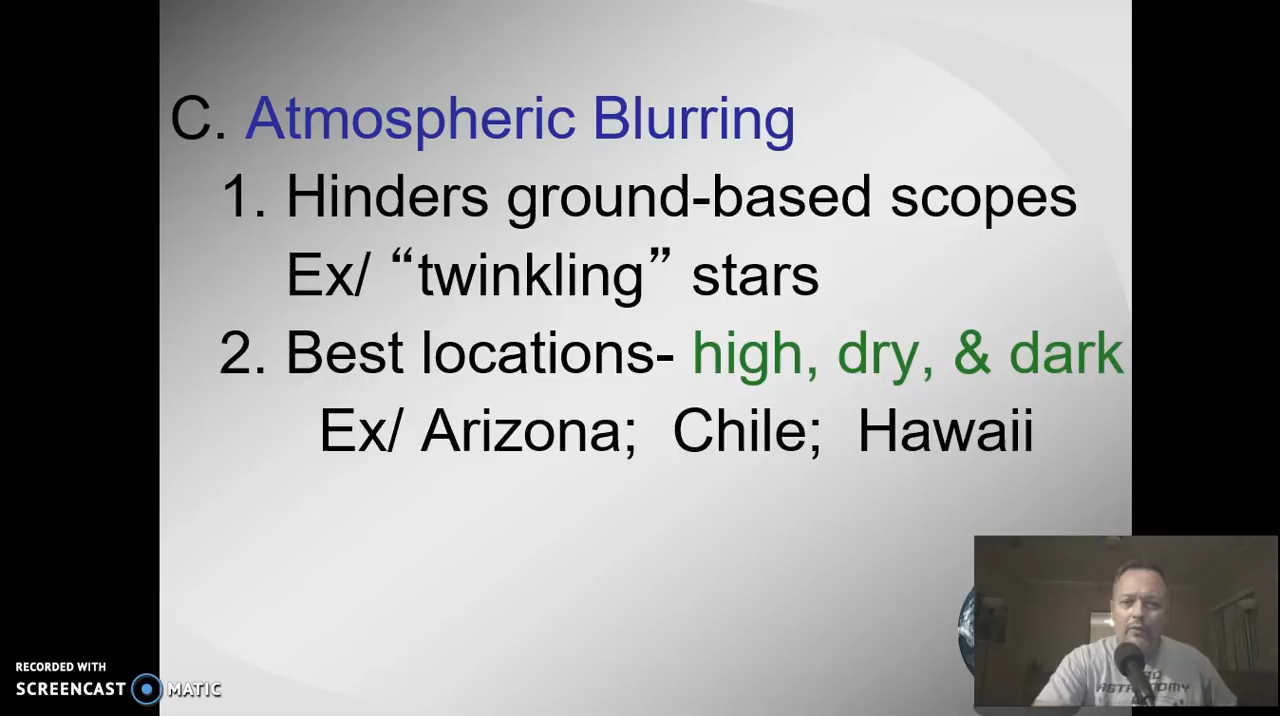 C. Atmospheric Blurring
1. Hinders ground-based scopes
Ex/ “twinkling” stars
2. Best locations- high, dry, & dark
Ex/ Arizona; Chile; Hawaii
RECORDED WITH
SCREENCAST MATIC
ASTRONOMY